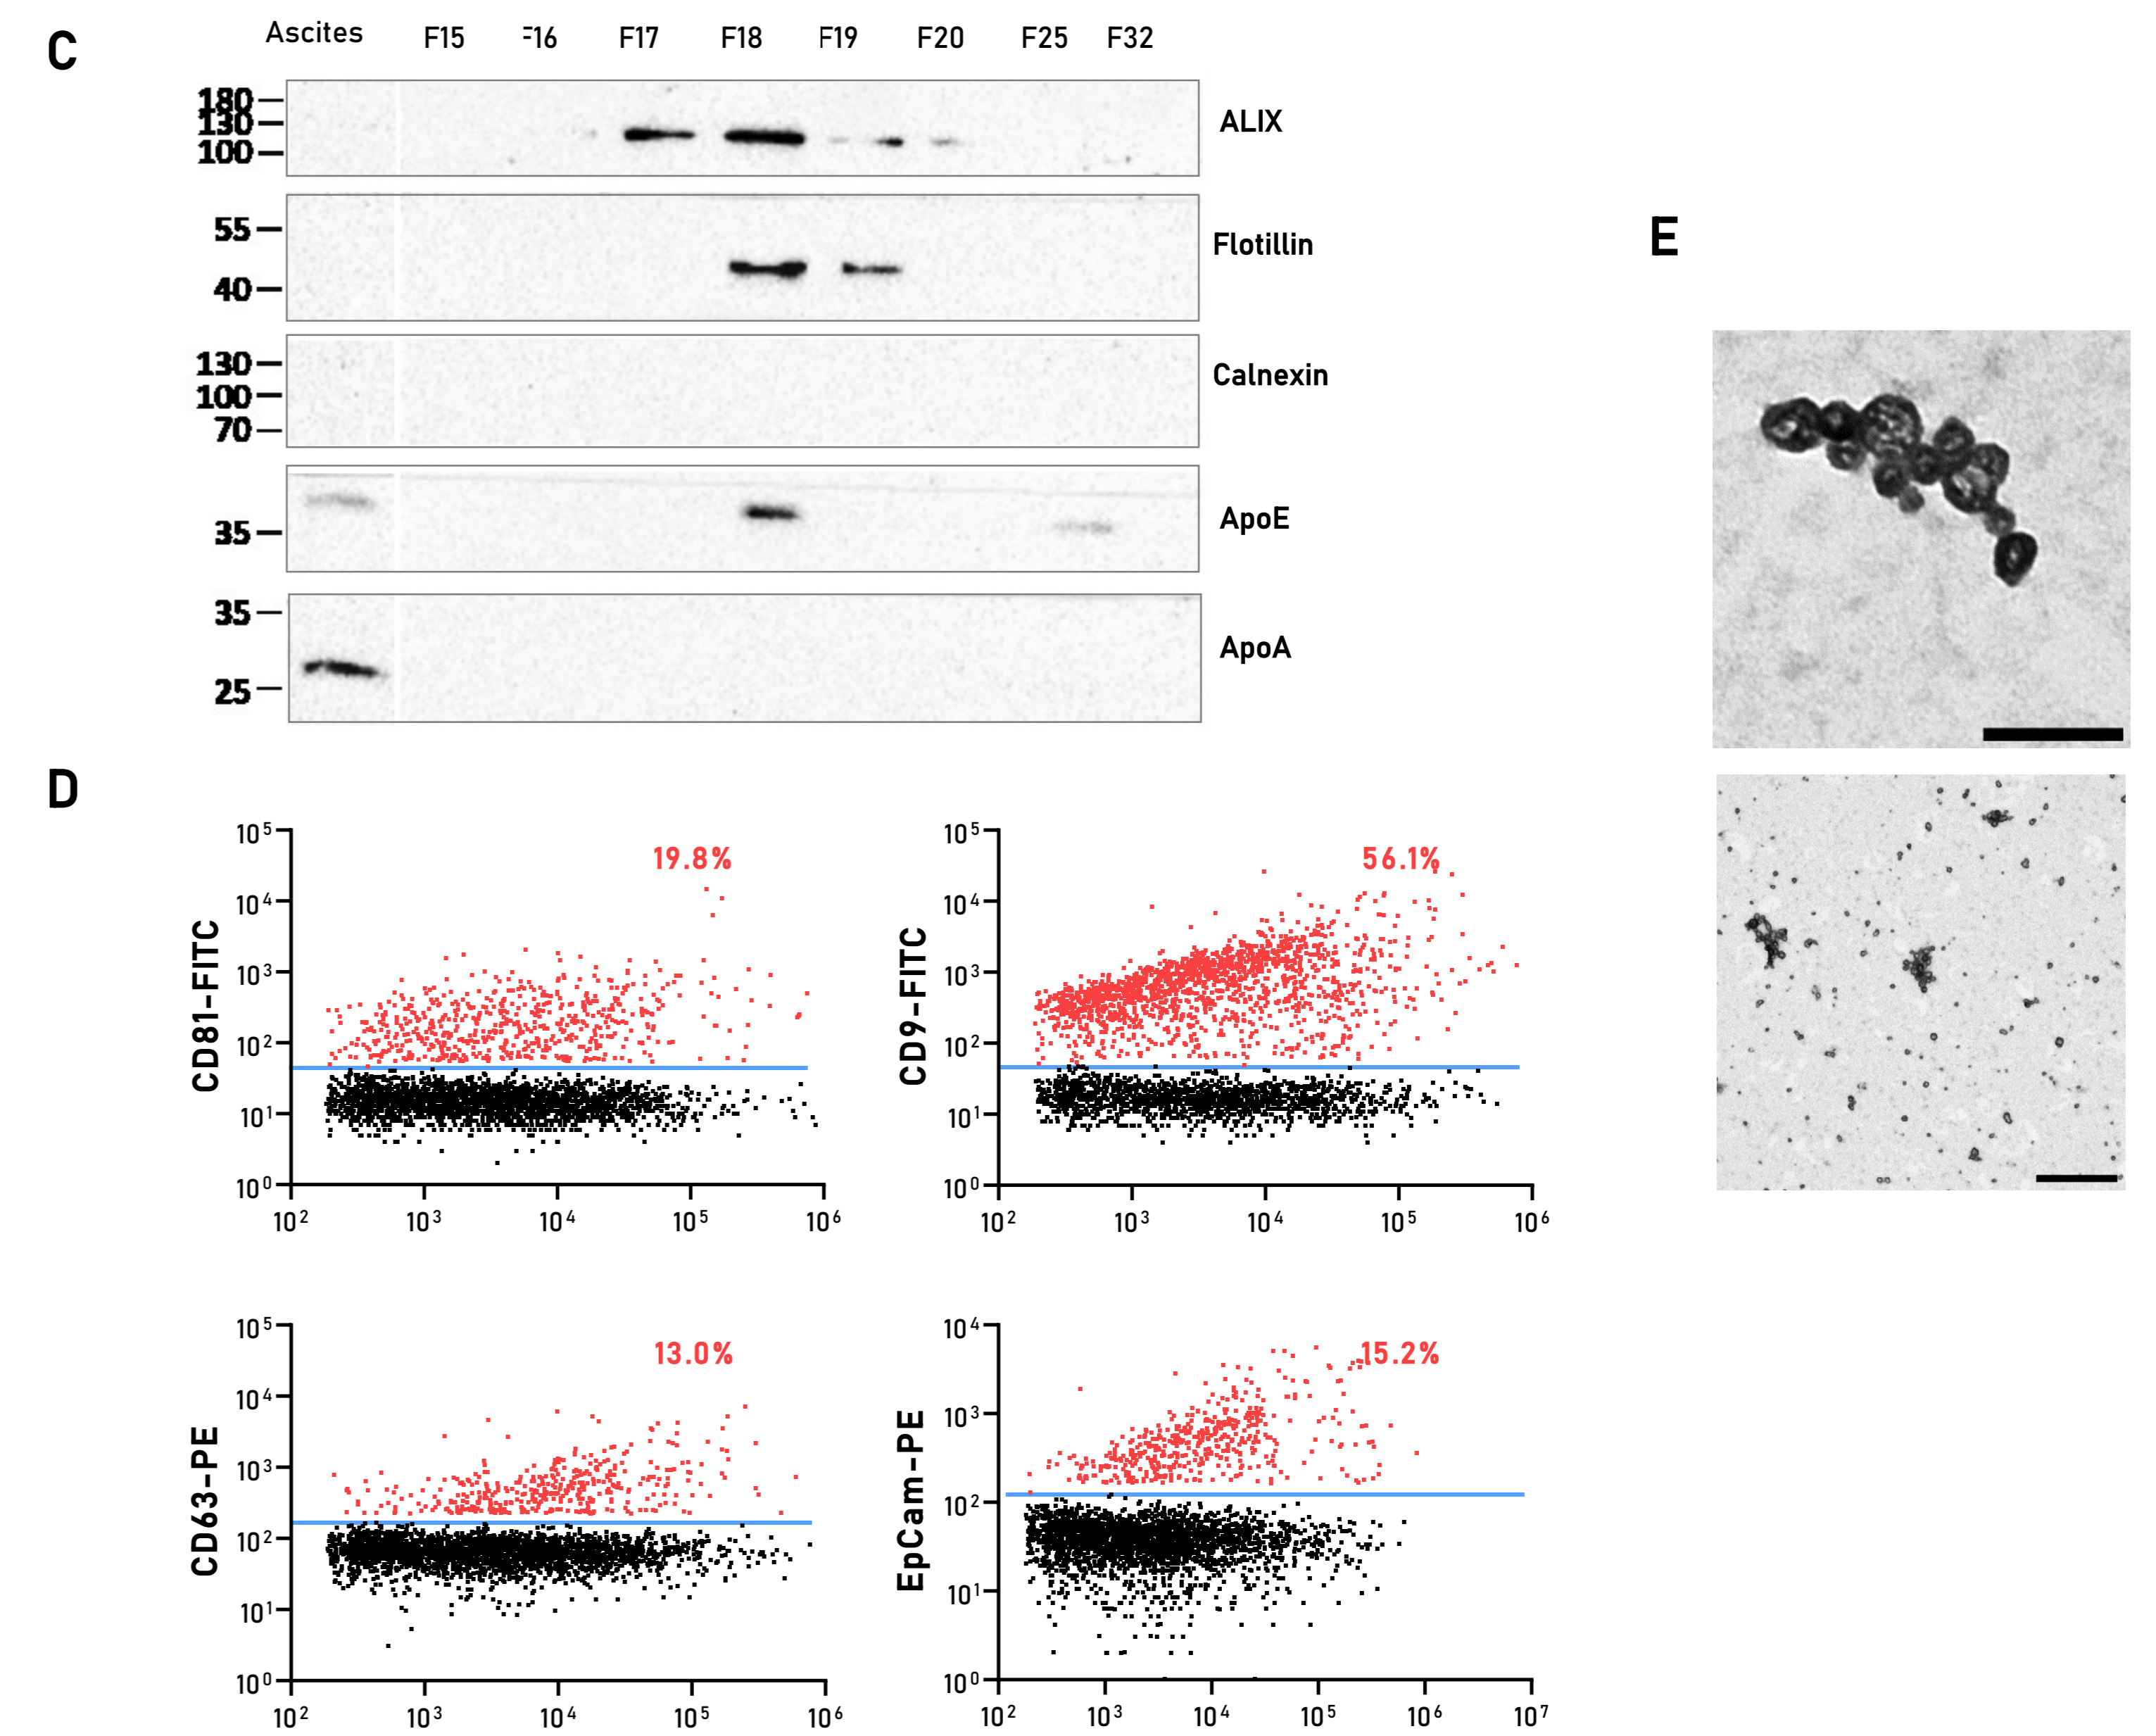 C
Ascites F15 F16 F17 F18 F19 F20 F25 F32
180
130
100
ALIX
55
40
Flotillin
130
100
70
Calnexin
35
ApoE
35
25
ApoA
E
D
10⁵
10⁴
10³
10²
10¹
10⁰
CD81-FITC
19.8%
10² 10³ 10⁴ 10⁵ 10⁶
10⁵
10⁴
10³
10²
10¹
10⁰
CD9-FITC
56.1%
10² 10³ 10⁴ 10⁵ 10⁶
10⁵
10⁴
10³
10²
10¹
10⁰
CD63-PE
13.0%
10² 10³ 10⁴ 10⁵ 10⁶
10⁴
10³
10²
10¹
10⁰
EpCam-PE
15.2%
10² 10³ 10⁴ 10⁵ 10⁶ 10⁷